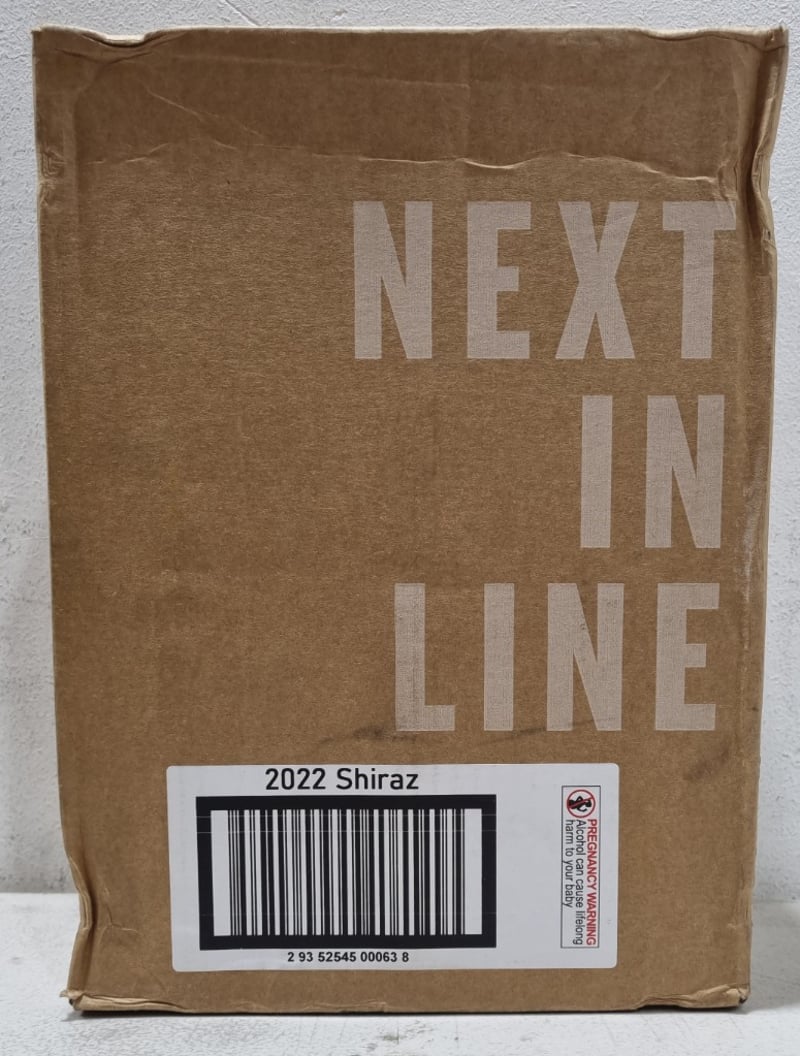 NEXT
IN
LINE
2022 Shiraz
2 93 52545 00063 8
PREGNANCY WARNING
Alcohol can cause lifelong
harm to your baby